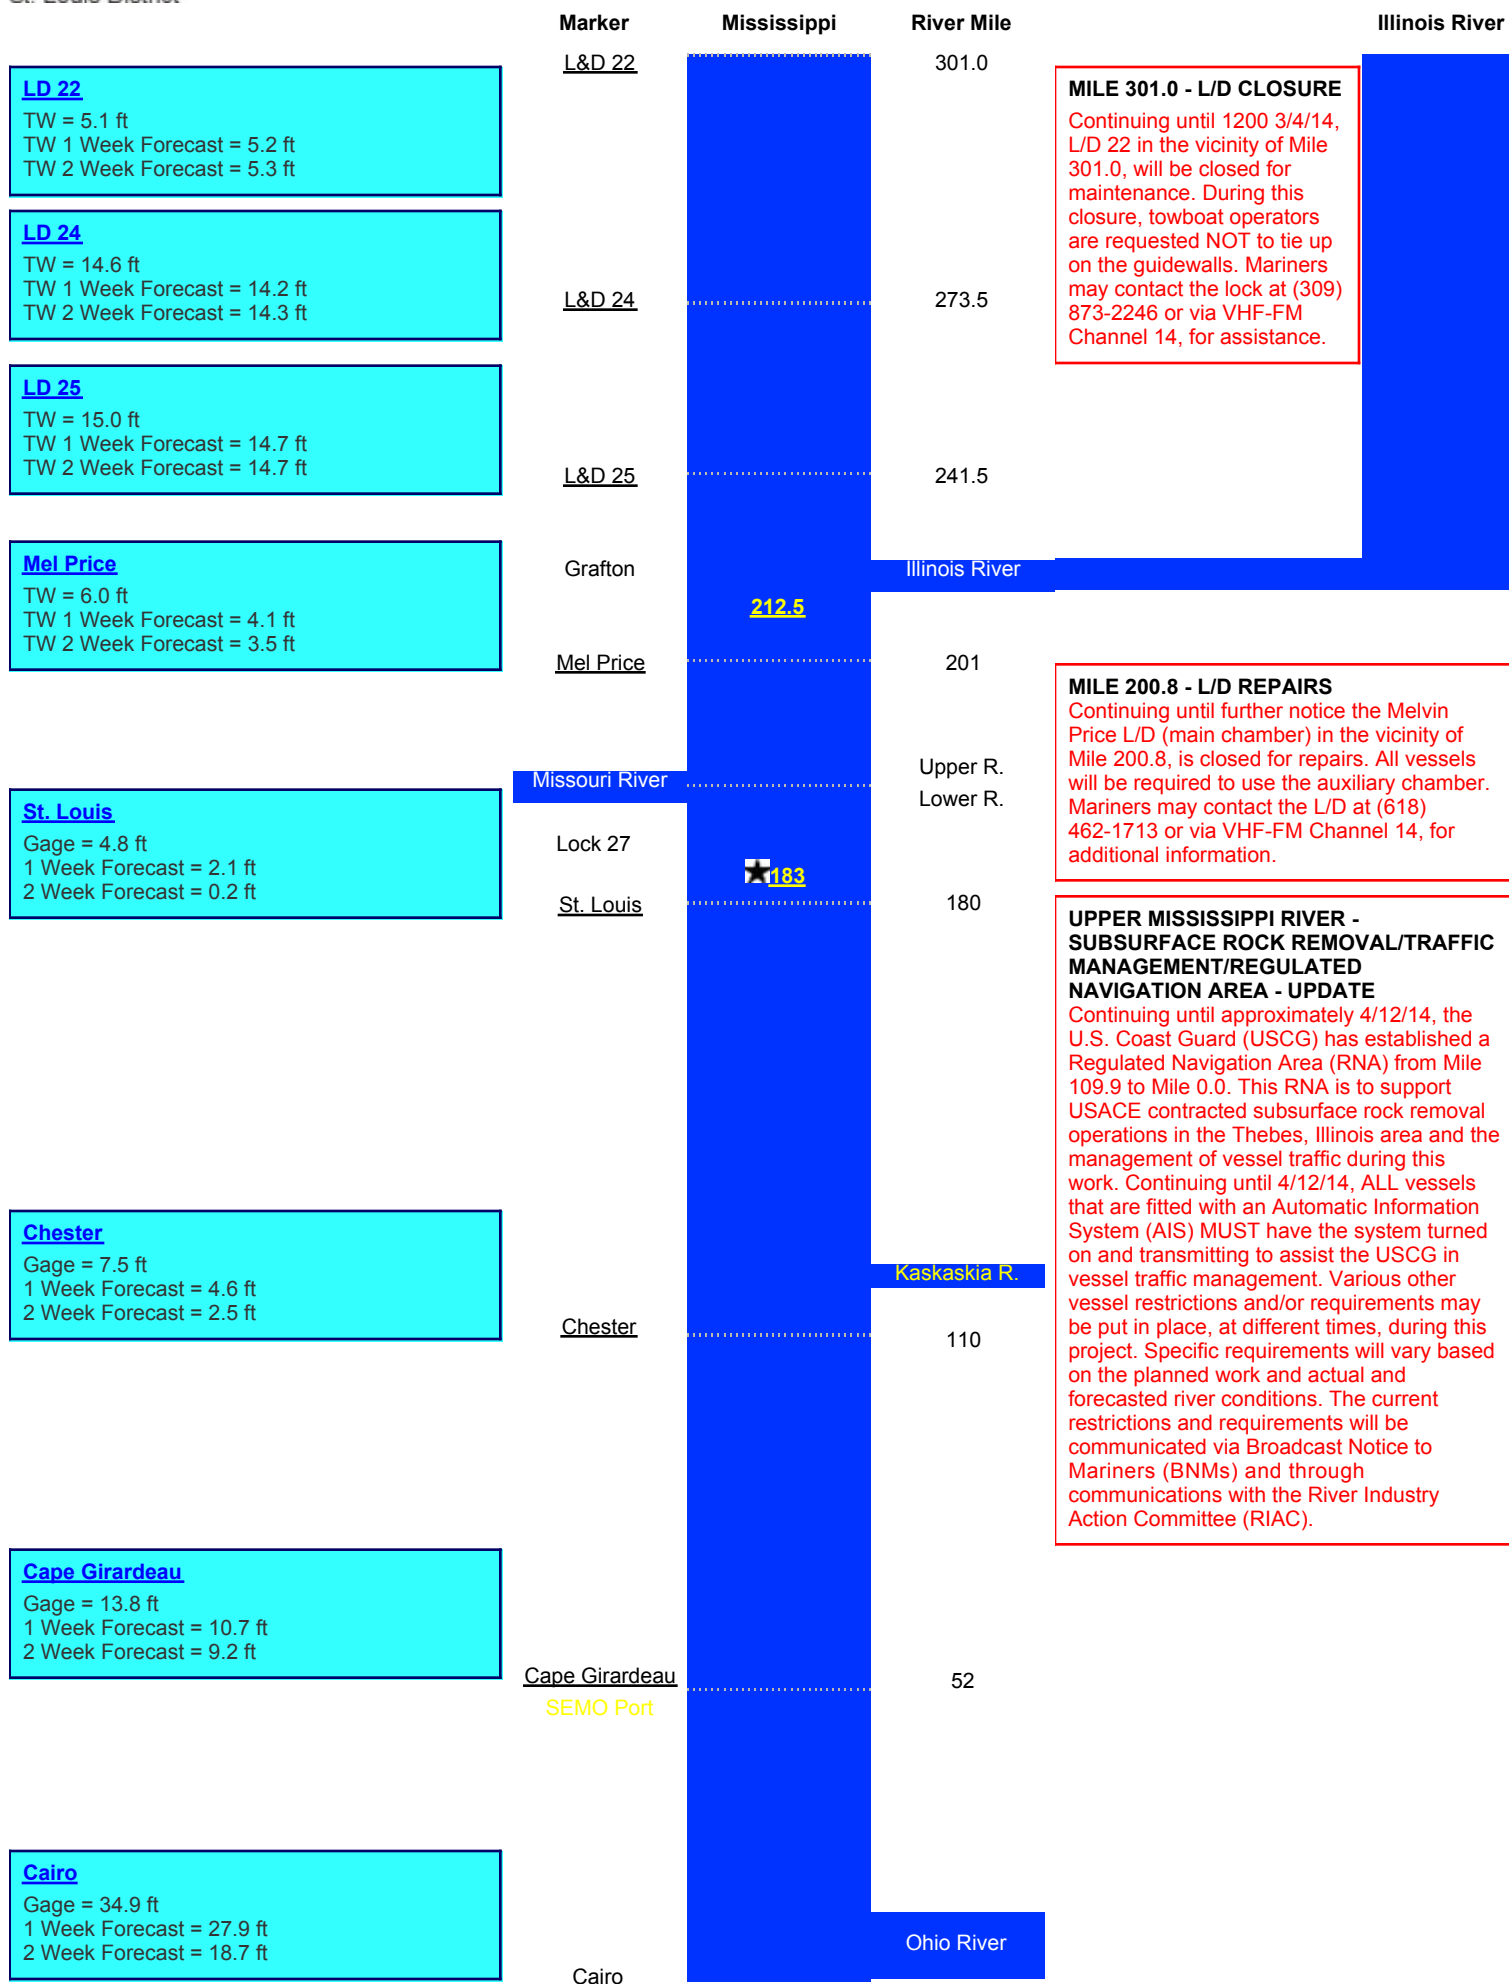 Marker Mississippi River Mile Illinois River
L&D 22 301.0
LD 22
TW = 5.1 ft
TW 1 Week Forecast = 5.2 ft
TW 2 Week Forecast = 5.3 ft
MILE 301.0 - L/D CLOSURE
Continuing until 1200 3/4/14,
L/D 22 in the vicinity of Mile
301.0, will be closed for
maintenance. During this
closure, towboat operators
are requested NOT to tie up
on the guidewalls. Mariners
may contact the lock at (309)
873-2246 or via VHF-FM
Channel 14, for assistance.
LD 24
TW = 14.6 ft
TW 1 Week Forecast = 14.2 ft
TW 2 Week Forecast = 14.3 ft
L&D 24 273.5
LD 25
TW = 15.0 ft
TW 1 Week Forecast = 14.7 ft
TW 2 Week Forecast = 14.7 ft
L&D 25 241.5
Mel Price
TW = 6.0 ft
TW 1 Week Forecast = 4.1 ft
TW 2 Week Forecast = 3.5 ft
Grafton Illinois River
212.5
Mel Price 201
MILE 200.8 - L/D REPAIRS
Continuing until further notice the Melvin
Price L/D (main chamber) in the vicinity of
Mile 200.8, is closed for repairs. All vessels
will be required to use the auxiliary chamber.
Mariners may contact the L/D at (618)
462-1713 or via VHF-FM Channel 14, for
additional information.
Missouri River
Upper R.
Lower R.
St. Louis
Gage = 4.8 ft
1 Week Forecast = 2.1 ft
2 Week Forecast = 0.2 ft
Lock 27
183
St. Louis 180
UPPER MISSISSIPPI RIVER -
SUBSURFACE ROCK REMOVAL/TRAFFIC
MANAGEMENT/REGULATED
NAVIGATION AREA - UPDATE
Continuing until approximately 4/12/14, the
U.S. Coast Guard (USCG) has established a
Regulated Navigation Area (RNA) from Mile
109.9 to Mile 0.0. This RNA is to support
USACE contracted subsurface rock removal
operations in the Thebes, Illinois area and the
management of vessel traffic during this
work. Continuing until 4/12/14, ALL vessels
that are fitted with an Automatic Information
System (AIS) MUST have the system turned
on and transmitting to assist the USCG in
vessel traffic management. Various other
vessel restrictions and/or requirements may
be put in place, at different times, during this
project. Specific requirements will vary based
on the planned work and actual and
forecasted river conditions. The current
restrictions and requirements will be
communicated via Broadcast Notice to
Mariners (BNMs) and through
communications with the River Industry
Action Committee (RIAC).
Chester
Gage = 7.5 ft
1 Week Forecast = 4.6 ft
2 Week Forecast = 2.5 ft
Kaskaskia R.
Chester 110
Cape Girardeau
Gage = 13.8 ft
1 Week Forecast = 10.7 ft
2 Week Forecast = 9.2 ft
Cape Girardeau 52
SEMO Port
Cairo
Gage = 34.9 ft
1 Week Forecast = 27.9 ft
2 Week Forecast = 18.7 ft
Ohio River
Cairo